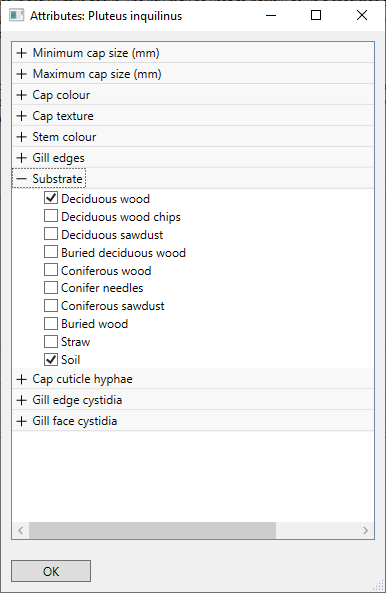 Attributes: Pluteus inquilinus
Minimum cap size (mm)
Maximum cap size (mm)
Cap colour
Cap texture
Stem colour
Gill edges
Substrate
Deciduous wood
Deciduous wood chips
Deciduous sawdust
Buried deciduous wood
Coniferous wood
Conifer needles
Coniferous sawdust
Buried wood
Straw
Soil
Cap cuticle hyphae
Gill edge cystidia
Gill face cystidia
OK